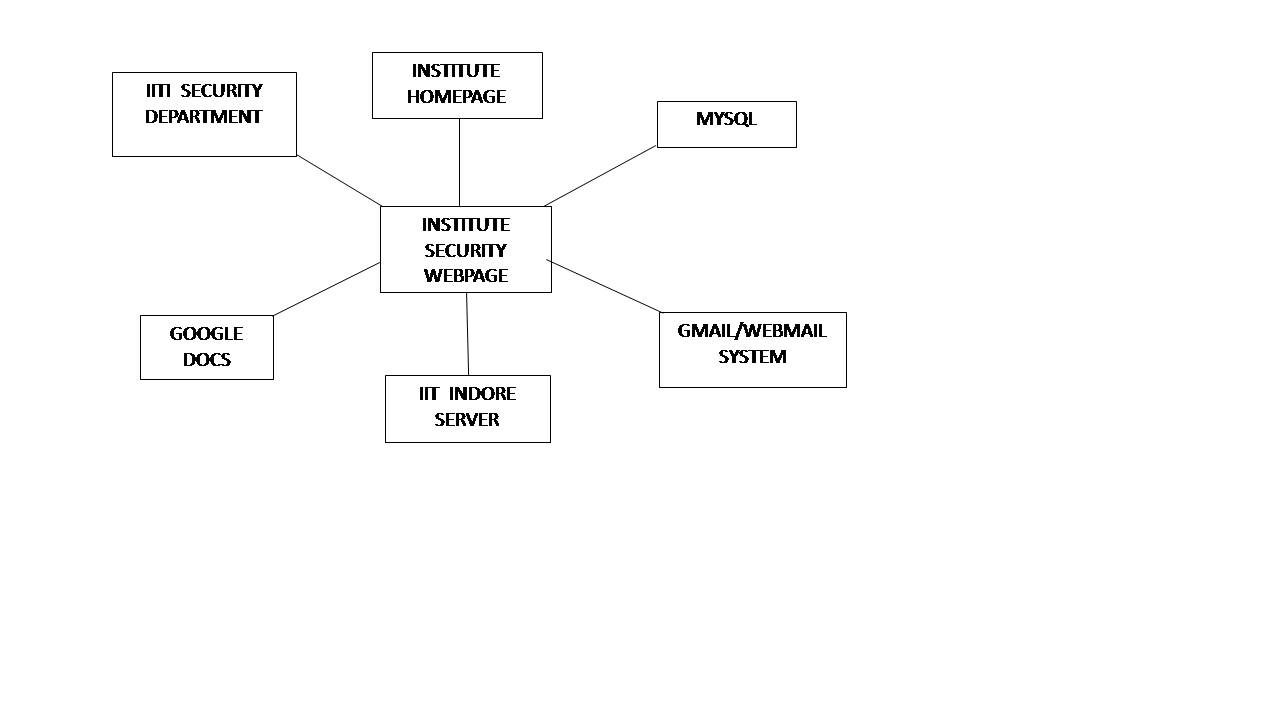 IITI SECURITY
DEPARTMENT
INSTITUTE
HOMEPAGE
MYSQL
INSTITUTE
SECURITY
WEBPAGE
GOOGLE
DOCS
IIT INDORE
SERVER
GMAIL/WEBMAIL
SYSTEM